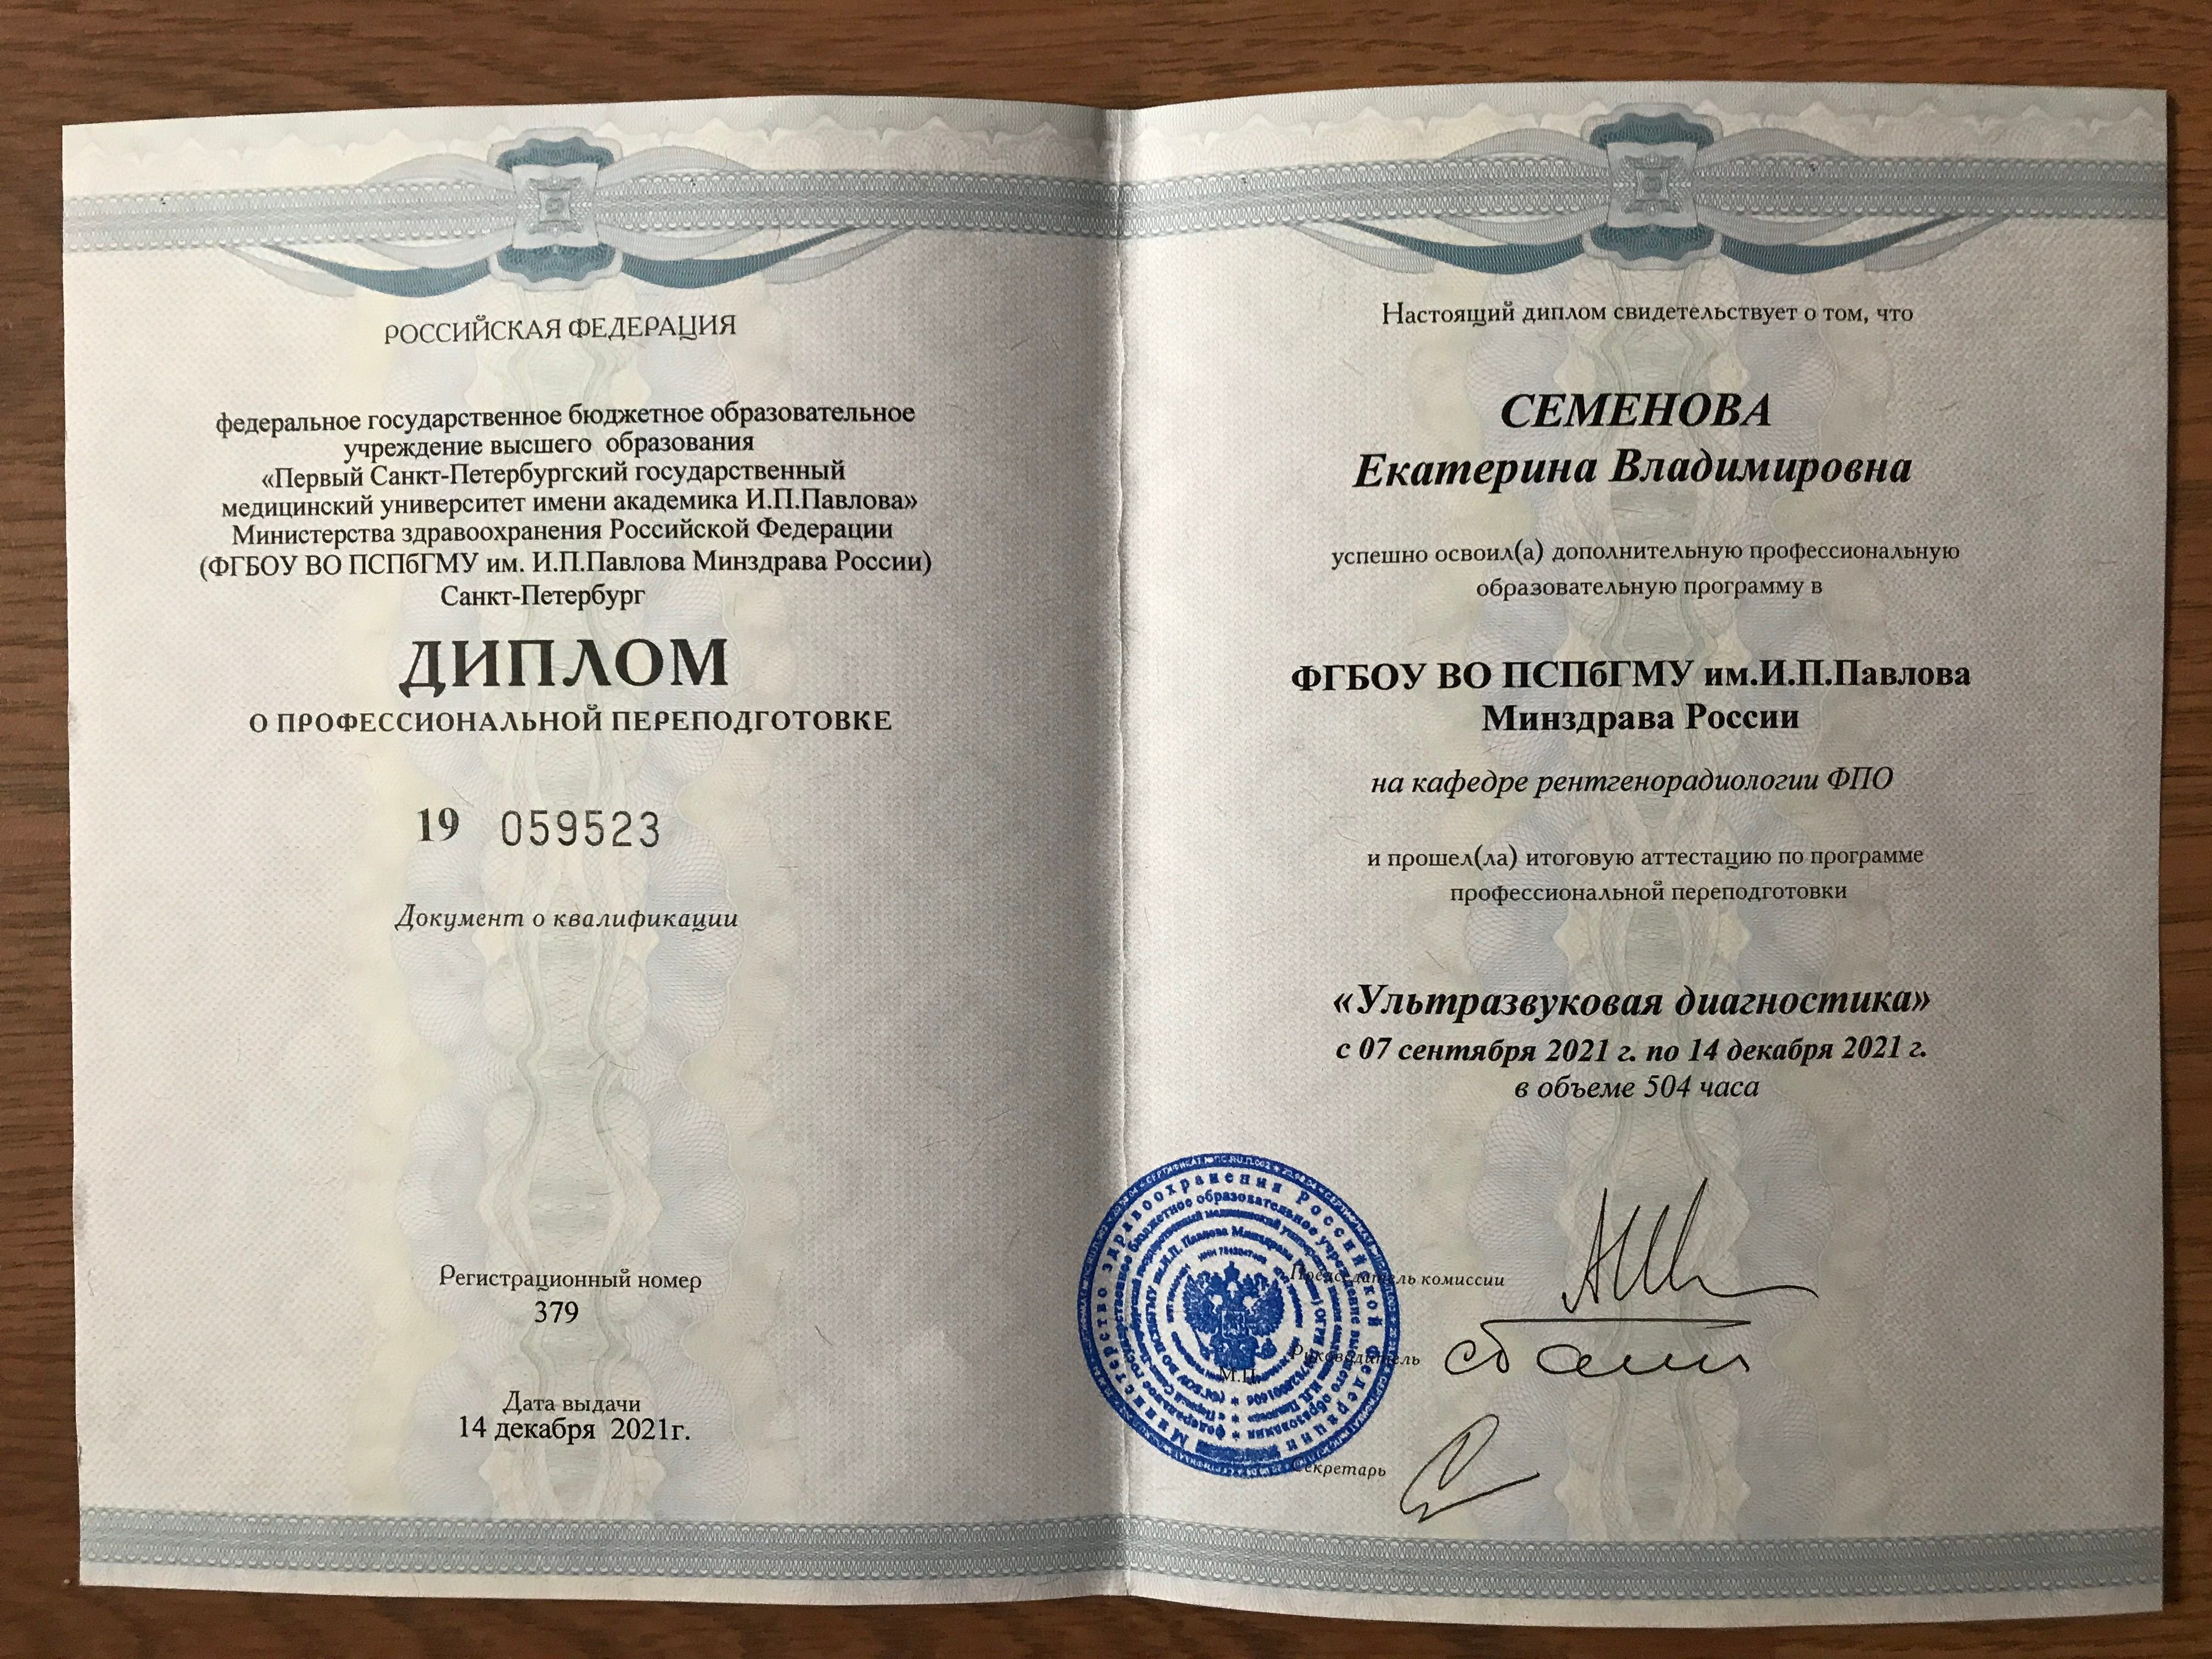 РОССИЙСКАЯ ФЕДЕРАЦИЯ
федеральное государственное бюджетное образовательное
учреждение высшего образования
«Первый Санкт-Петербургский государственный
медицинский университет имени академика И.П.Павлова»
Министерства здравоохранения Российской Федерации
(ФГБОУ ВО ПСПбГМУ им. И.П.Павлова Минздрава России)
Санкт-Петербург
ДИПЛОМ
О ПРОФЕССИОНАЛЬНОЙ ПЕРЕПОДГОТОВКЕ
19 059523
Документ о квалификации
Регистрационный номер
379
Дата выдачи
14 декабря 2021г.
Настоящий диплом свидетельствует о том, что
СЕМЕНОВА
Екатерина Владимировна
успешно освоил(а) дополнительную профессиональную
образовательную программу в
ФГБОУ ВО ПСПбГМУ им.И.П.Павлова
Минздрава России
на кафедре рентгенорадиологии ФПО
и прошел(ла) итоговую аттестацию по программе
профессиональной переподготовки
«Ультразвуковая диагностика»
с 07 сентября 2021 г. по 14 декабря 2021 г.
в объеме 504 часа
Председатель комиссии
Руководитель
М.П.
Секретарь
Министерство здравоохранения Российской Федерации